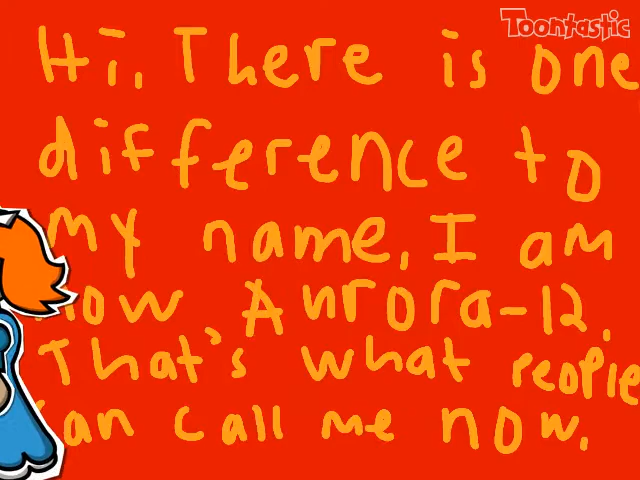 Toontastic
Hi, There is one
difference to
my name, I am
now Aurora-12.
That's what people
can call me now.